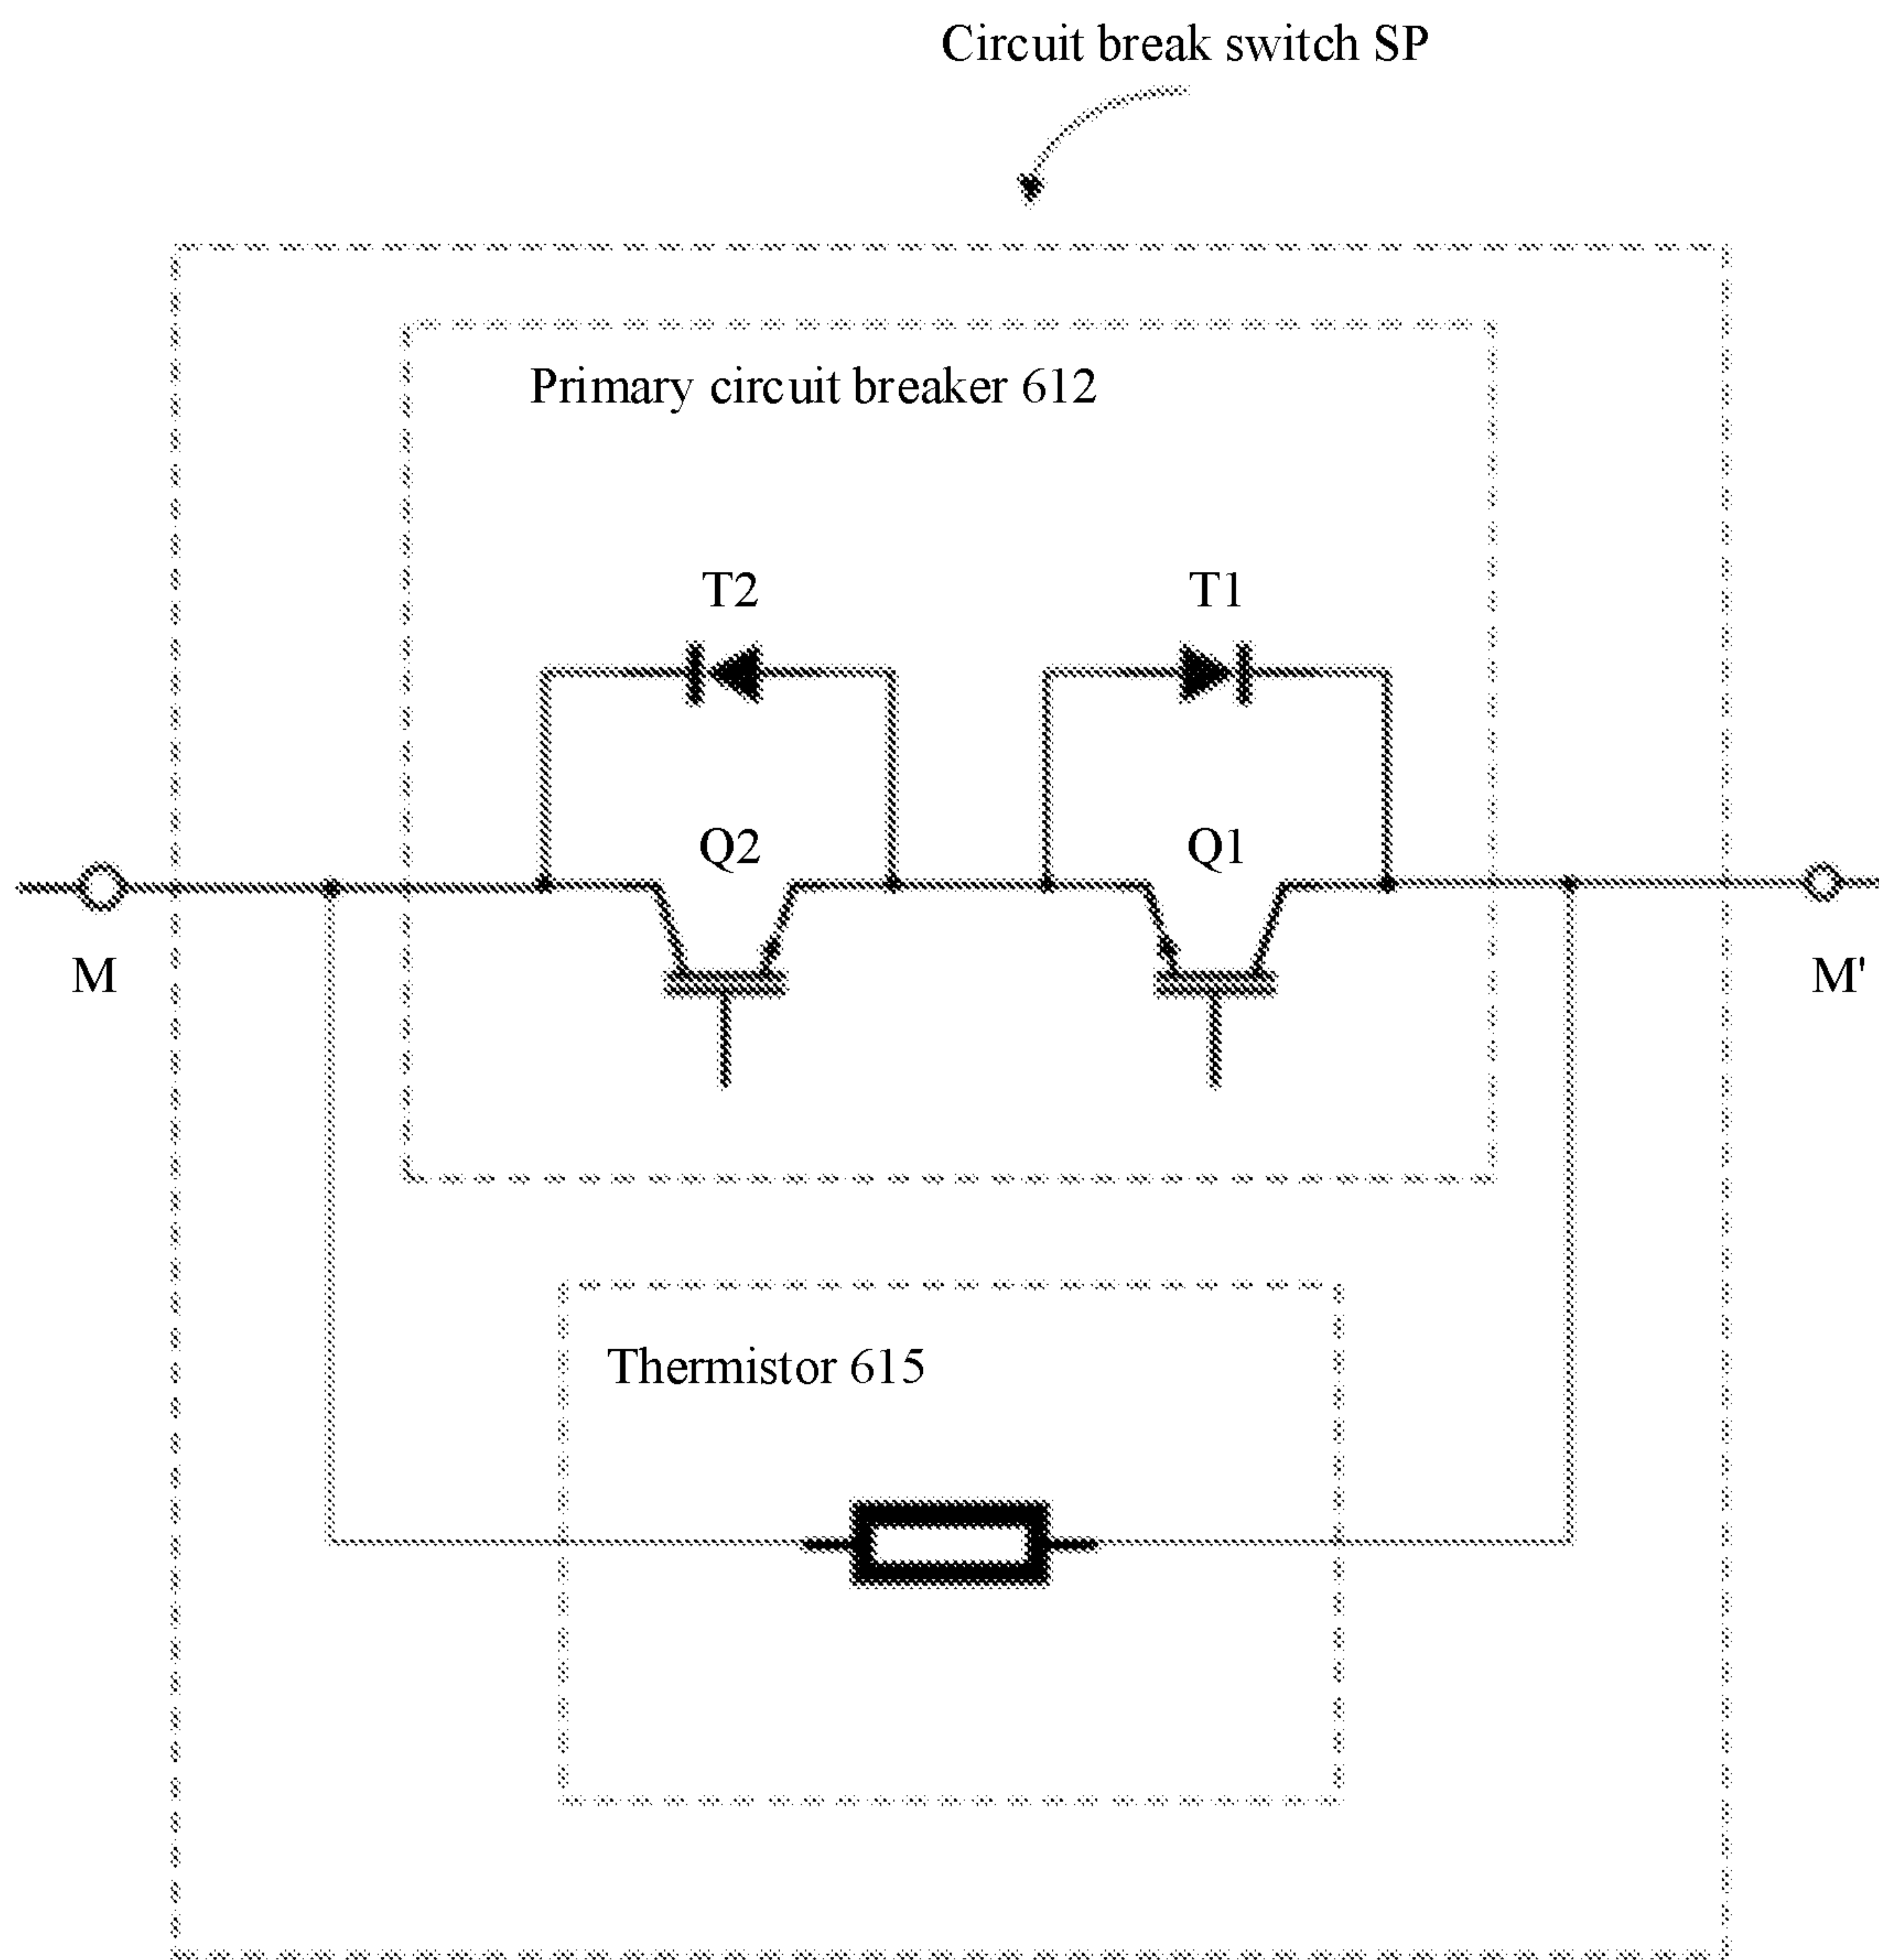 Circuit break switch SP
Primary circuit breaker 612
T2
T1
Q2
Q1
M
M'
Thermistor 615